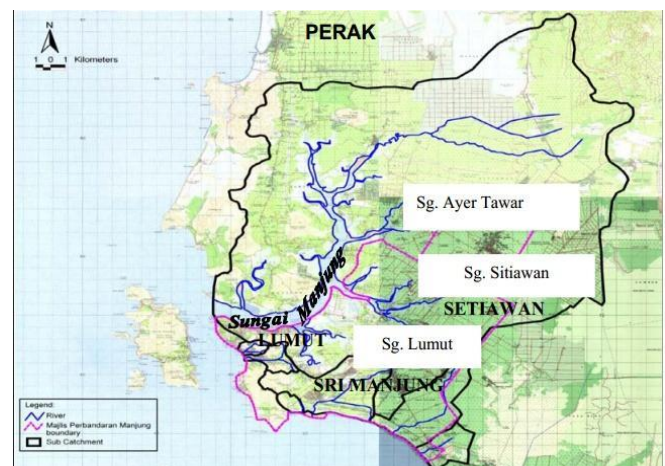 PERAK
N
1 0 1 Kilometers
Sg. Ayer Tawar
Sg. Sitiawan
Sungai Manjung
SETIAWAN
LUMUT
Sg. Lumut
SRI MANJUNG
Legend:
River
Majlis Perbandaran Manjung
boundary
Sub Catchment